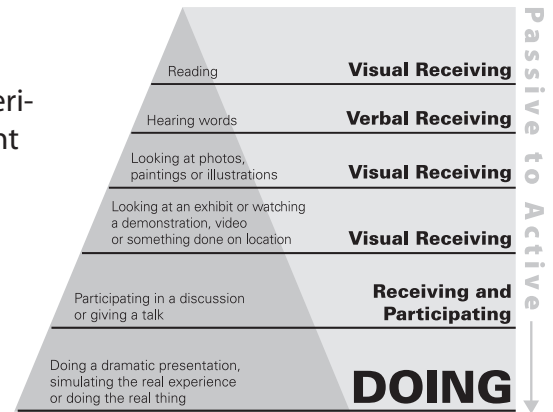 eri-
nt
Reading
Visual Receiving
Hearing words
Verbal Receiving
Looking at photos,
paintings or illustrations
Visual Receiving
Looking at an exhibit or watching
a demonstration, video
or something done on location
Visual Receiving
Participating in a discussion
or giving a talk
Receiving and
Participating
Doing a dramatic presentation,
simulating the real experience
or doing the real thing
DOING
Passive to Active